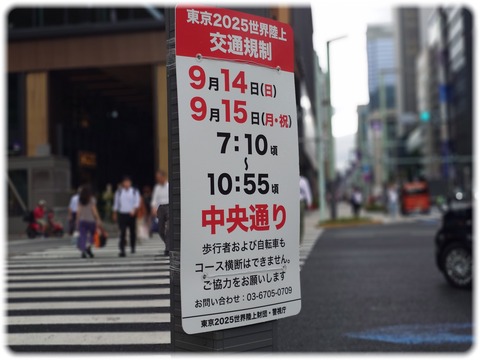 東京2025世界陸上
交通規制
9月14日(日)
9月15日(月・祝)
7:10頃
～
10:55頃
中央通り
歩行者および自転車も
コース横断はできません。
ご協力をお願いします
お問い合わせ：03-6705-0709
東京2025世界陸上財団・警視庁